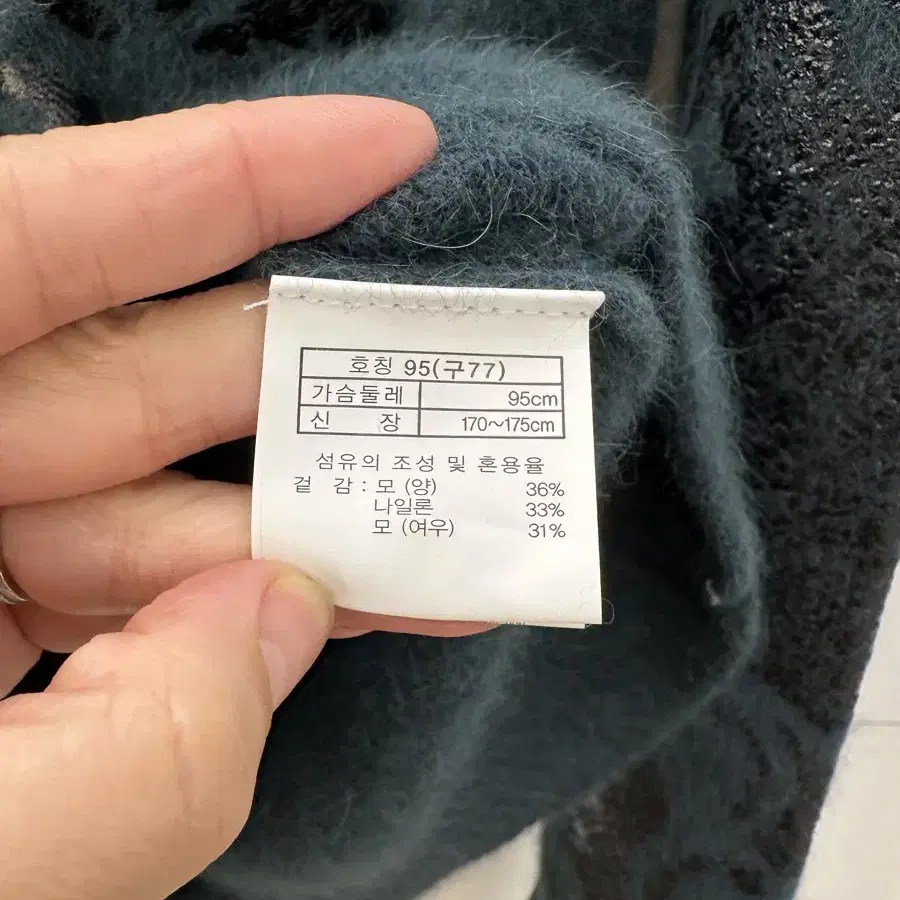 호칭 95(구77)
가슴둘레 95cm
신 장 170~175cm
섬유의 조성 및 혼용율
겉 감 : 모 (양) 36%
나일론 33%
모 (여우) 31%